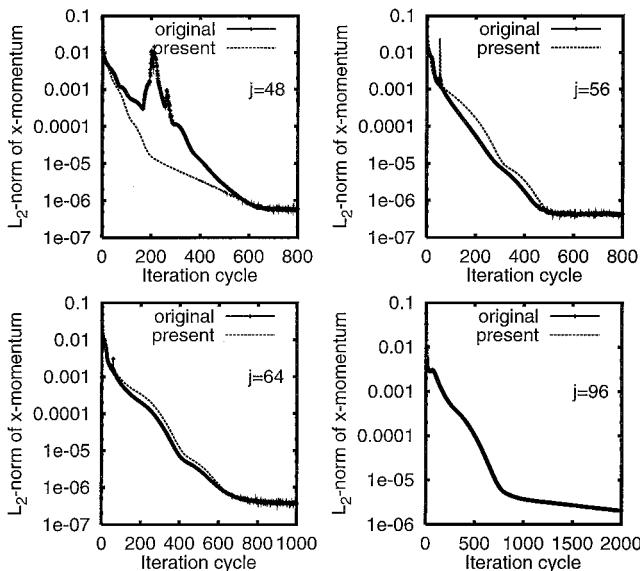 L2-norm of x-momentum
0.1
0.01
0.001
0.0001
1e-05
1e-06
1e-07
original
present
j=48
0 200 400 600 800
Iteration cycle
L2-norm of x-momentum
0.1
0.01
0.001
0.0001
1e-05
1e-06
1e-07
original
present
j=56
0 200 400 600 800
Iteration cycle
L2-norm of x-momentum
0.1
0.01
0.001
0.0001
1e-05
1e-06
1e-07
original
present
j=64
0 200 400 600 800 1000
Iteration cycle
L2-norm of x-momentum
0.1
0.01
0.001
0.0001
1e-05
1e-06
original
present
j=96
0 500 1000 1500 2000
Iteration cycle